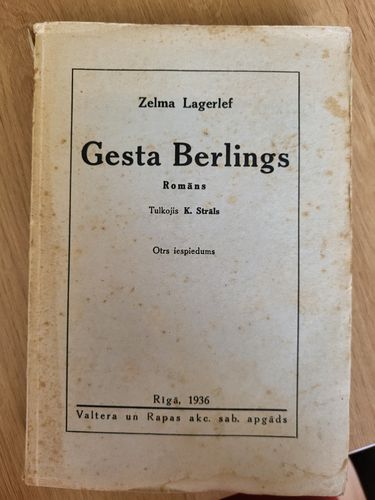 Zelma Lagerlef
Gesta Berlings
Romāns
Tulkojis K. Strāls
Otrs iespiedums
Rīgā, 1936
Valtera un Rapas akc. sab. apgāds